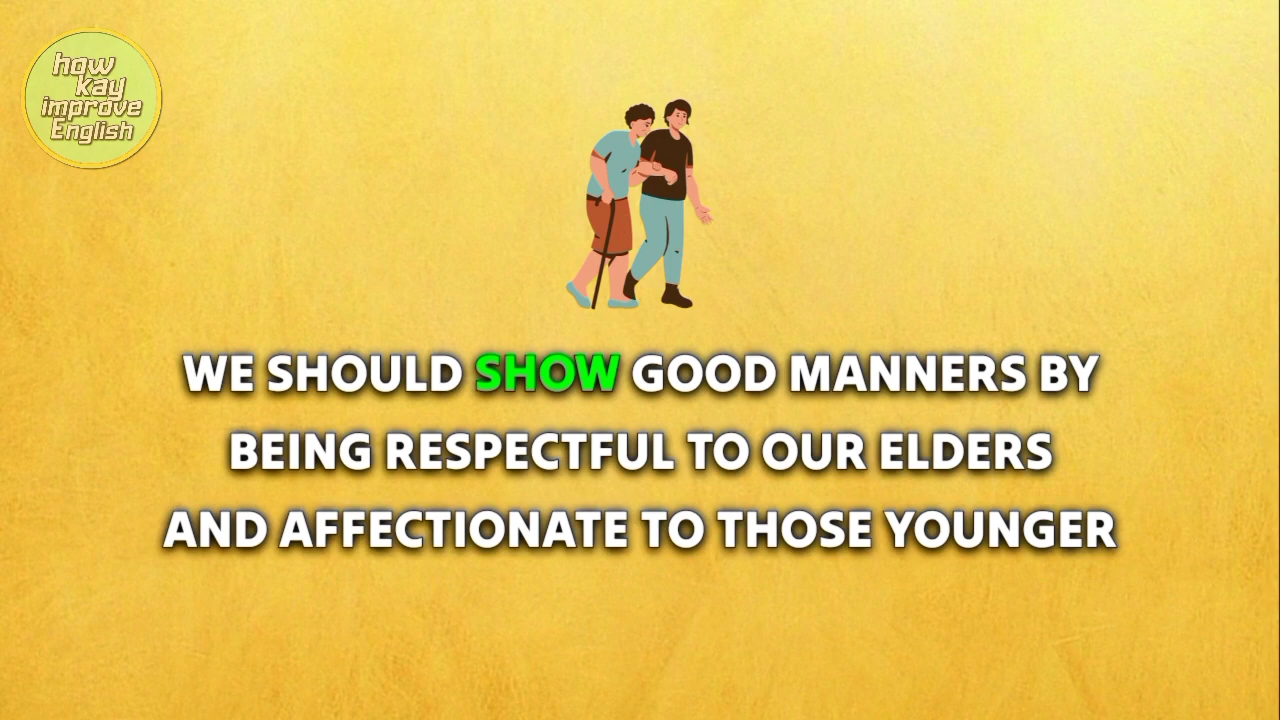 how
kay
improve
English
WE SHOULD SHOW GOOD MANNERS BY
BEING RESPECTFUL TO OUR ELDERS
AND AFFECTIONATE TO THOSE YOUNGER